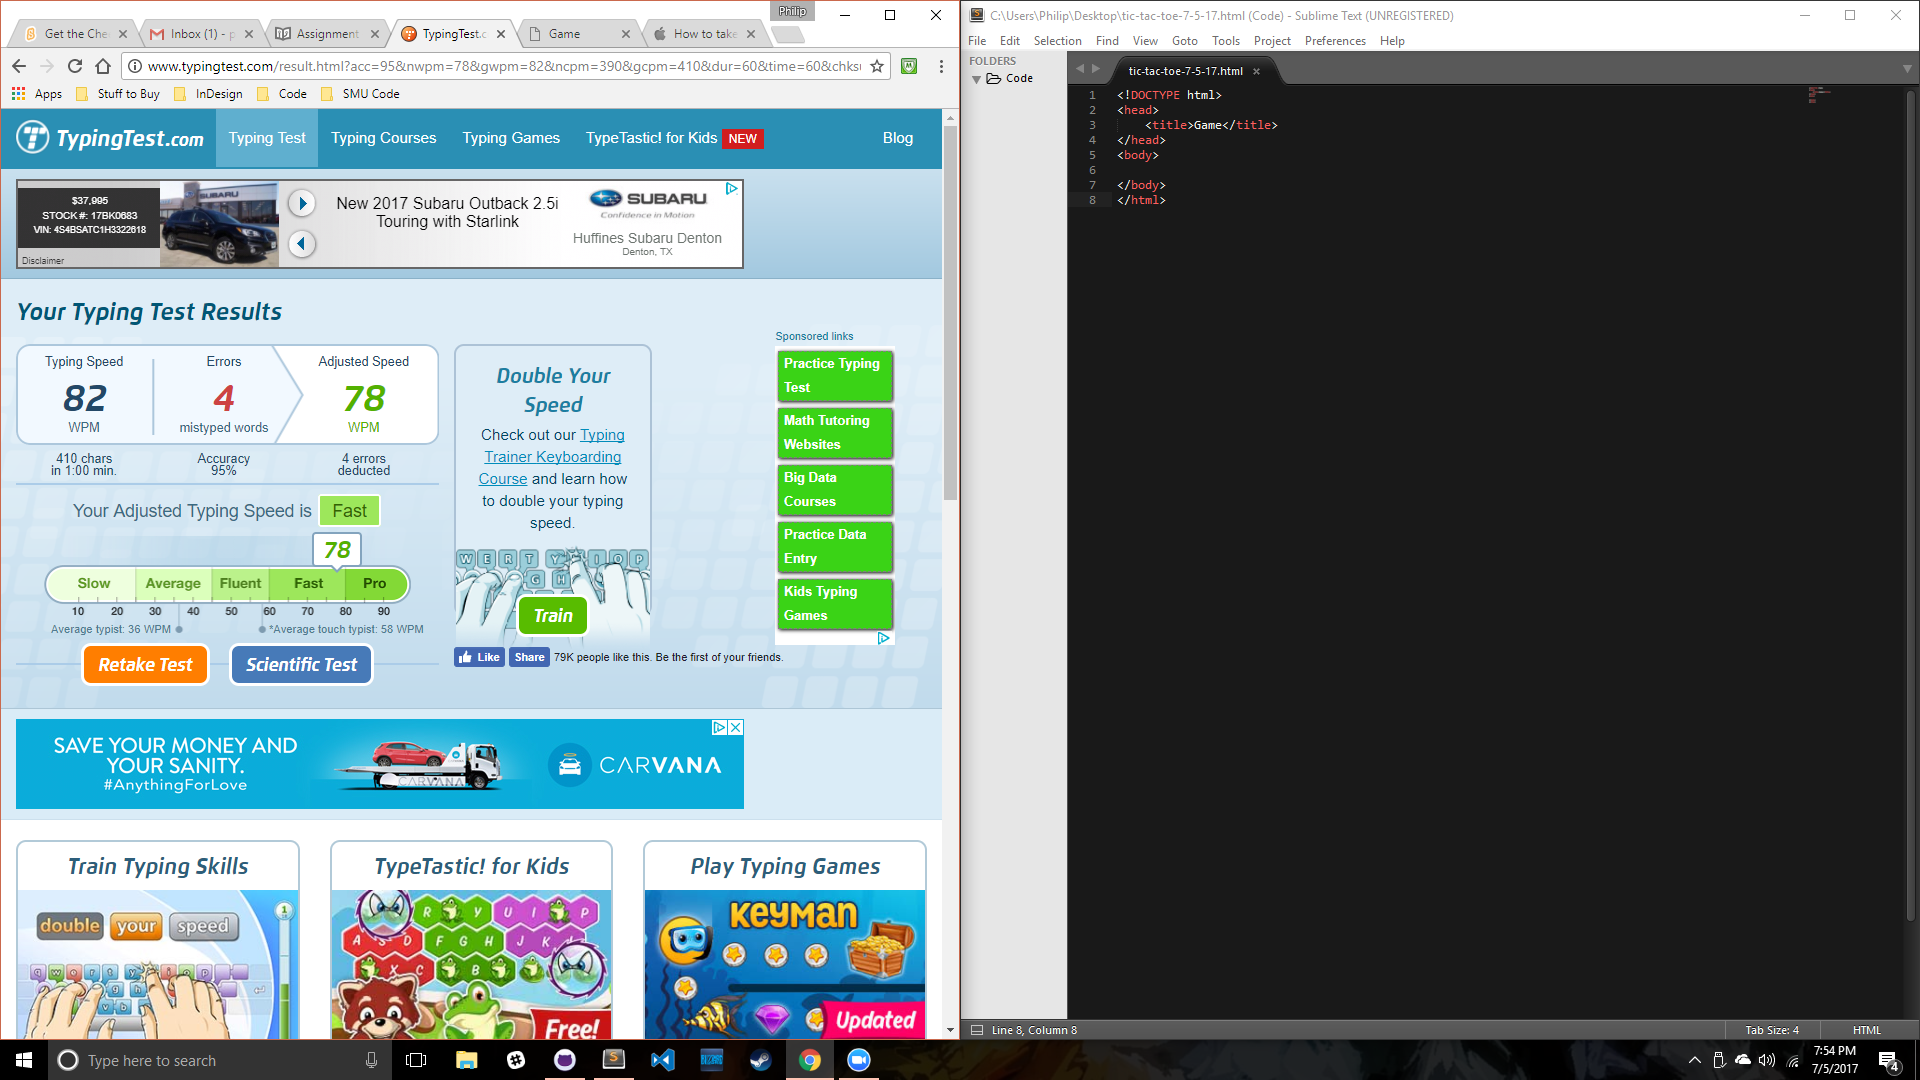 Philip
Get the Che
Inbox (1) - p
Assignment
TypingTest.c
Game
How to take
www.typingtest.com/result.html?acc=95&nwpm=78&gwpm=82&ncpm=390&gcpm=410&dur=60&time=60&chksu
Apps
Stuff to Buy
InDesign
Code
SMU Code
TypingTest.com
Typing Test
Typing Courses
Typing Games
TypeTastic! for Kids NEW
Blog
$37,995
STOCK #: 17BK0683
VIN: 4S4BSATC1H3322618
Disclaimer
New 2017 Subaru Outback 2.5i
Touring with Starlink
SUBARU
Confidence in Motion
Huffines Subaru Denton
Denton, TX
Your Typing Test Results
Typing Speed
82
WPM
410 chars
in 1:00 min.
Errors
4
mistyped words
Accuracy
95%
Adjusted Speed
78
WPM
4 errors
deducted
Your Adjusted Typing Speed is Fast
78
Slow Average Fluent Fast Pro
10 20 30 40 50 60 70 80 90
Average typist: 36 WPM
*Average touch typist: 58 WPM
Retake Test
Scientific Test
Double Your
Speed
Check out our Typing
Trainer Keyboarding
Course and learn how
to double your typing
speed.
W E R T Y I O P
G H
Train
Like
Share
79K people like this. Be the first of your friends.
Sponsored links
Practice Typing
Test
Math Tutoring
Websites
Big Data
Courses
Practice Data
Entry
Kids Typing
Games
SAVE YOUR MONEY AND
YOUR SANITY.
#AnythingForLove
CARVANA
CARVANA
Train Typing Skills
double your speed
TypeTastic! for Kids
R Y U I P
A S D F G H J K
X C B
Free!
Play Typing Games
KEYMAN
Updated
C:\Users\Philip\Desktop\tic-tac-toe-7-5-17.html (Code) - Sublime Text (UNREGISTERED)
File Edit Selection Find View Goto Tools Project Preferences Help
FOLDERS
Code
tic-tac-toe-7-5-17.html
1 <!DOCTYPE html>
2 <head>
3 <title>Game</title>
4 </head>
5 <body>
6
7 </body>
8 </html>
Line 8, Column 8
Tab Size: 4
HTML
Type here to search
7:54 PM
7/5/2017
4